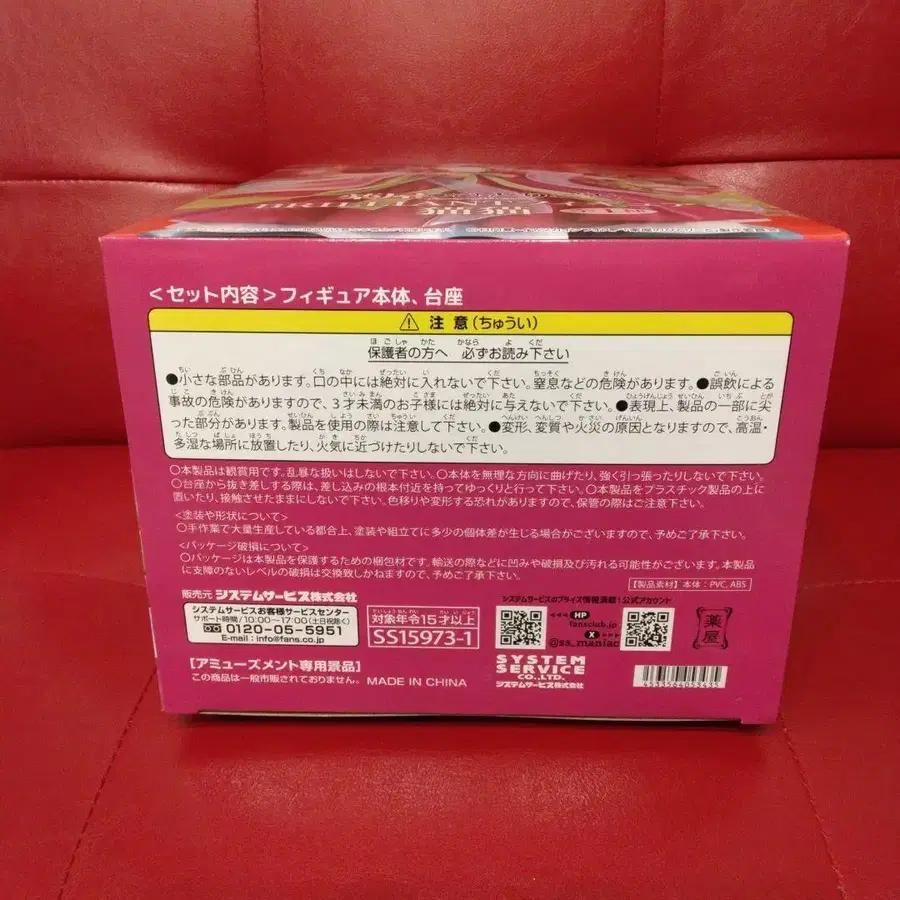 BRILLIANT
猫猫
<セット内容>フィギュア本体、台座
⚠ 注意(ちゅうい)
保護者の方へ 必ずお読み下さい
●小さな部品があります。口の中には絶対に入れないで下さい。窒息などの危険があります。●誤飲による
事故の危険がありますので、3才未満のお子様には絶対に与えないで下さい。●表現上、製品の一部に尖
った部分があります。製品を使用の際は注意して下さい。●変形、変質や火災の原因となりますので、高温・
多湿な場所に放置したり、火気に近づけたりしないで下さい。
○本製品は観賞用です。乱暴な扱いはしないで下さい。○本体を無理な方向に曲げたり、強く引っ張ったりしないで下さい。
○台座から抜き差しする際は、差し込みの根本付近を持ってゆっくりと行って下さい。○本製品をプラスチック製品の上に
置いたり、接触させたままにしないで下さい。色移りや変形する恐れがありますので、保管の際はご注意下さい。
<塗装や形状について>
○手作業で大量生産している都合上、塗装や組立てに多少の個体差が生じる場合がございますので、予めご了承下さい。
<パッケージ破損について>
○パッケージは本製品を保護するための梱包材です。輸送の際などに凹みや破損及び汚れる可能性がございます。本製品
に支障のないレベルの破損は交換致しかねますので、予めご了承下さい。
【製品素材】本体:PVC,ABS
販売元 システムサービス株式会社
システムサービスお客様サービスセンター
サポート時間/10:00~17:00(土日祝除く)
0120-05-5951
E-mail:info@fans.co.jp
対象年令15才以上
SS15973-1
システムサービスのプライズ情報満載!公式アカウント
<<< HP
fansclub.jp
X >>>
@ss_maniac
薬屋
SYSTEM
SERVICE
CO.,LTD.
システムサービス株式会社
【アミューズメント専用景品】
この商品は一般市販されておりません。 MADE IN CHINA